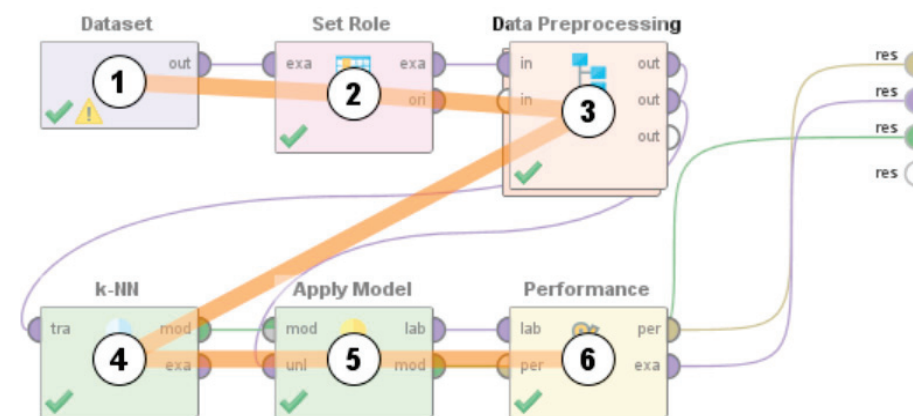 Dataset
Set Role
Data Preprocessing
out
exa
exa
in
out
res
1
2
ori
in
3
out
res
out
res
res
k-NN
Apply Model
Performance
tra
mod
mod
lab
lab
per
4
exa
unl
5
mod
per
6
exa